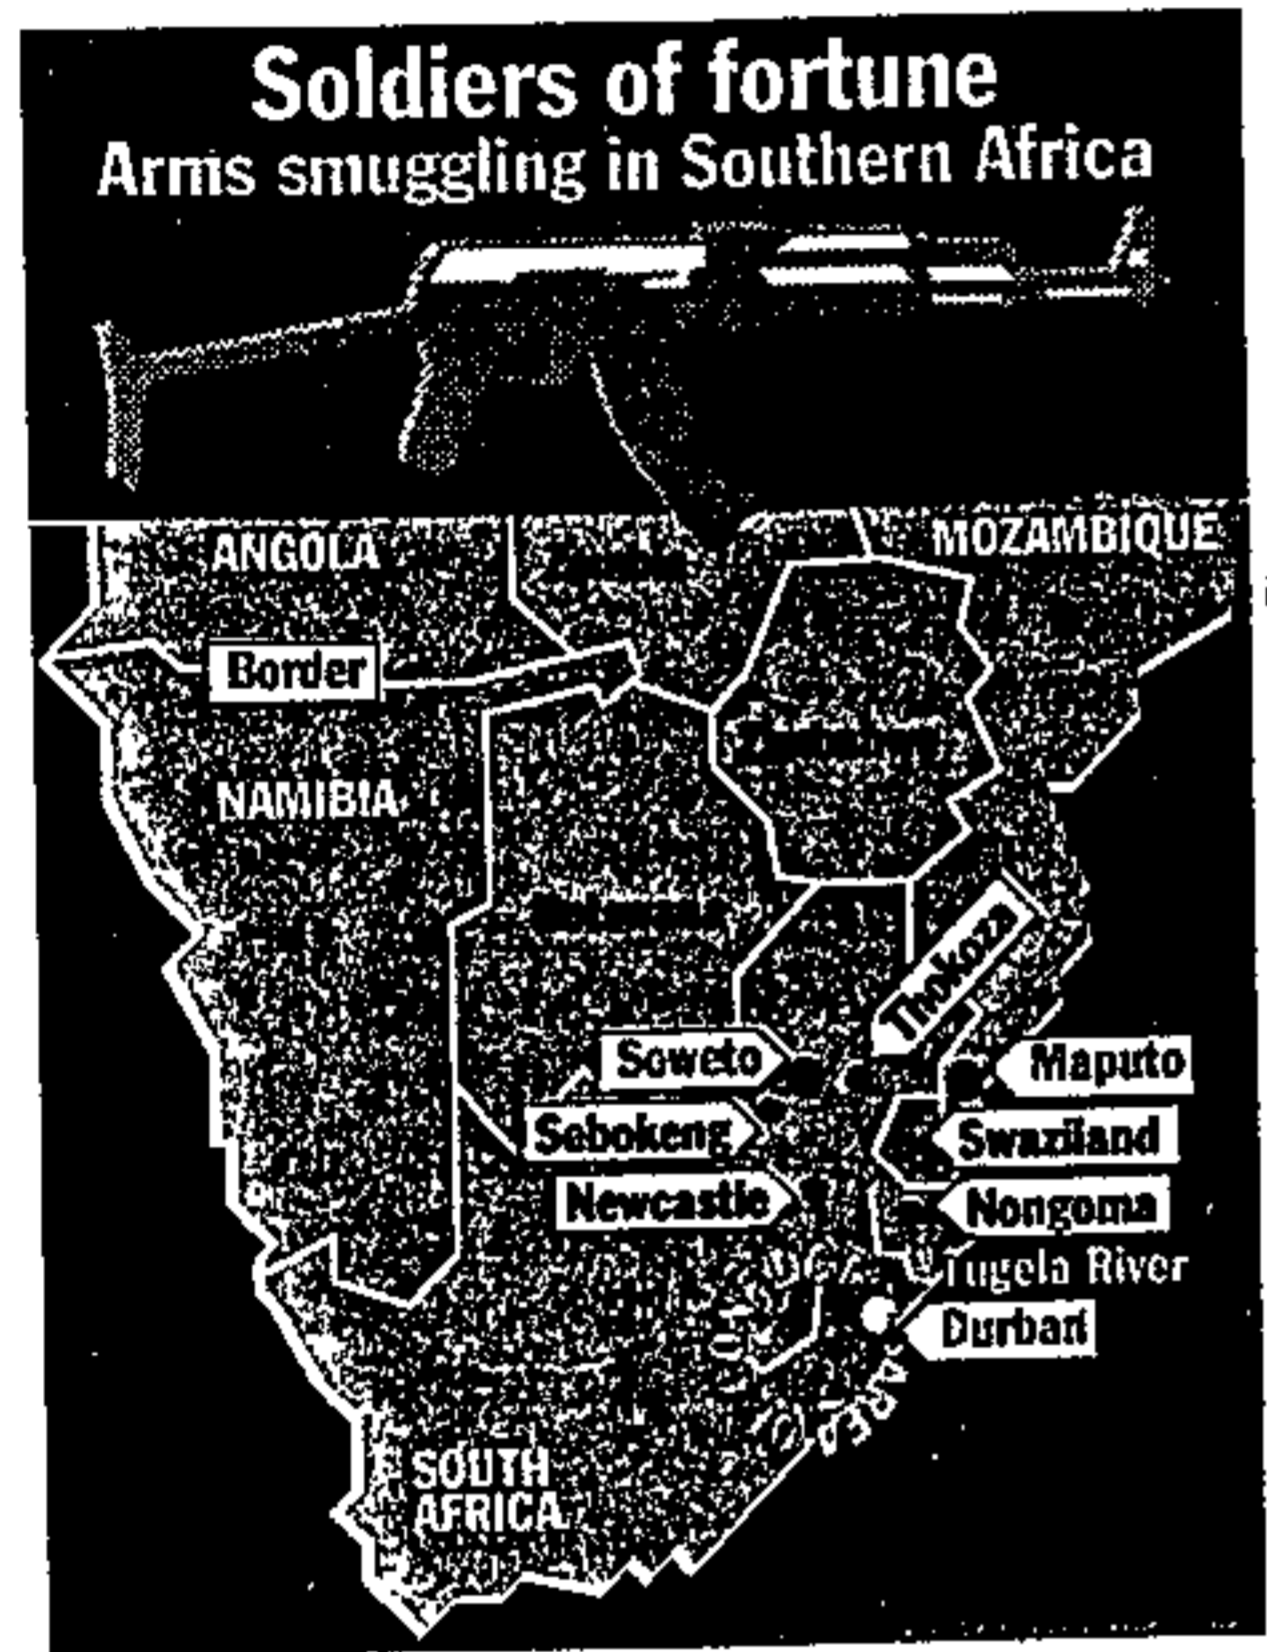 Soldiers of fortune
Arms smuggling in Southern Africa
ANGOLA
MOZAMBIQUE
Border
NAMIBIA
Thokoza
Soweto
Maputo
Sebokeng
Swaziland
Newcastle
Nongoma
Tugela River
Durban
SOUTH
AFRICA